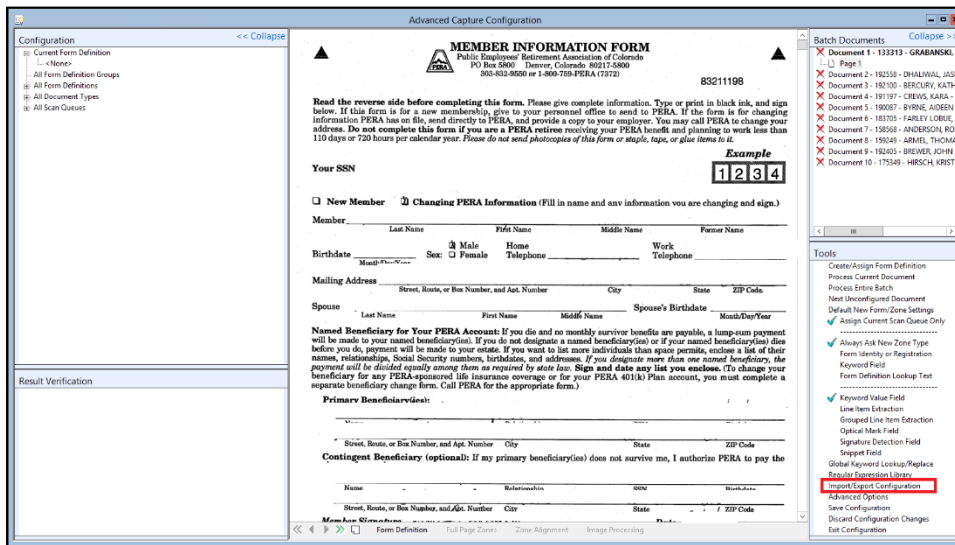 Advanced Capture Configuration
Configuration
<< Collapse
Current Form Definition
<None>
All Form Definition Groups
All Form Definitions
All Document Types
All Scan Queues
Result Verification
MEMBER INFORMATION FORM
Public Employees' Retirement Association of Colorado
PO Box 5800 Denver, Colorado 80217-5800
303-832-9550 or 1-800-759-PERA (7372)
PERA
83211198
Read the reverse side before completing this form. Please give complete information. Type or print in black ink, and sign
below. If this form is for a new membership, give to your personnel office to send to PERA. If the form is for changing
information PERA has on file, send directly to PERA, and provide a copy to your employer. You may call PERA to change your
address. Do not complete this form if you are a PERA retiree receiving your PERA benefit and planning to work less than
110 days or 720 hours per calendar year. Please do not send photocopies of this form or staple, tape, or glue items to it.
Example
Your SSN
1 2 3 4
New Member Changing PERA Information (Fill in name and any information you are changing and sign.)
Member
Last Name First Name Middle Name Former Name
Male Home Work
Birthdate Sex: Female Telephone Telephone
Month/Day/Year
Mailing Address
Street, Route, or Box Number, and Apt. Number City State ZIP Code
Spouse Spouse's Birthdate
Last Name First Name Middle Name Month/Day/Year
Named Beneficiary for Your PERA Account: If you die and no monthly survivor benefits are payable, a lump-sum payment
will be made to your named beneficiary(ies). If you do not designate a named beneficiary(ies) or if your named beneficiary(ies) dies
before you do, payment will be made to your estate. If you want to list more individuals than space permits, enclose a list of their
names, relationships, Social Security numbers, birthdates, and addresses. If you designate more than one named beneficiary, the
payment will be divided equally among them as required by state law. Sign and date any list you enclose. (To change your
beneficiary for any PERA-sponsored life insurance coverage or for your PERA 401(k) Plan account, you must complete a
separate beneficiary change form. Call PERA for the appropriate form.)
Primary Beneficiary(ies):
Street, Route, or Box Number, and Apt. Number City State ZIP Code
Contingent Beneficiary (optional): If my primary beneficiary(ies) does not survive me, I authorize PERA to pay the
Name Relationship SSN Birthdate
Street, Route, or Box Number, and Apt. Number City State ZIP Code
Member Signature
Form Definition Full Page Zones Zone Alignment Image Processing
Batch Documents
Collapse >>
Document 1 - 133313 - GRABANSKI,
Page 1
Document 2 - 192558 - DHALIWAL, JAS
Document 3 - 192100 - BERCURY, KATH
Document 4 - 191197 - CREWS, KARA -
Document 5 - 190087 - BYRNE, AIDEEN
Document 6 - 183705 - FARLEY LOBUE,
Document 7 - 158568 - ANDERSON, RO
Document 8 - 159249 - ARMEL, THOMA
Document 9 - 192405 - BREWER, JOHN
Document 10 - 175349 - HIRSCH, KRIST
Tools
Create/Assign Form Definition
Process Current Document
Process Entire Batch
Next Unconfigured Document
Default New Form/Zone Settings
Assign Current Scan Queue Only
Always Ask New Zone Type
Form Identity or Registration
Keyword Field
Form Definition Lookup Text
Keyword Value Field
Line Item Extraction
Grouped Line Item Extraction
Optical Mark Field
Signature Detection Field
Snippet Field
Global Keyword Lookup/Replace
Regular Expression Library
Import/Export Configuration
Advanced Options
Save Configuration
Discard Configuration Changes
Exit Configuration